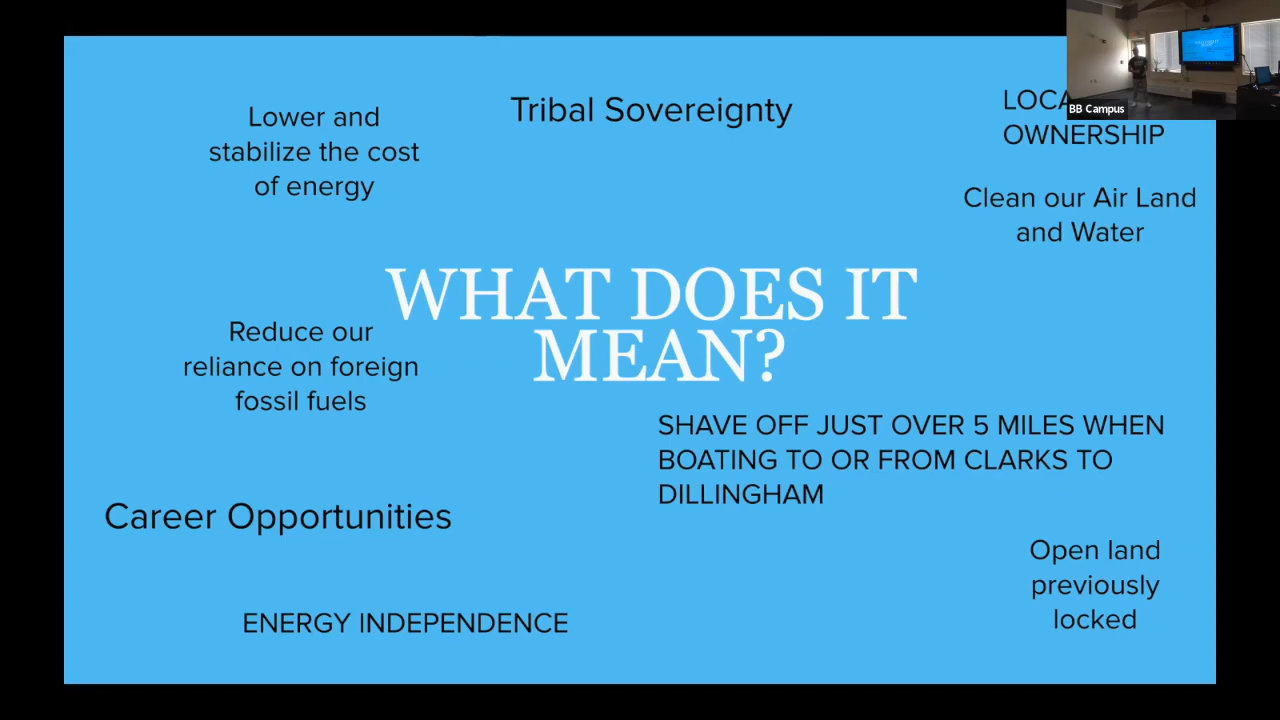 Lower and
stabilize the cost
of energy
Tribal Sovereignty
OWNERSHIP
BB Campus
Clean our Air Land
and Water
WHAT DOES IT
MEAN?
Reduce our
reliance on foreign
fossil fuels
SHAVE OFF JUST OVER 5 MILES WHEN
BOATING TO OR FROM CLARKS TO
DILLINGHAM
Career Opportunities
Open land
previously
locked
ENERGY INDEPENDENCE